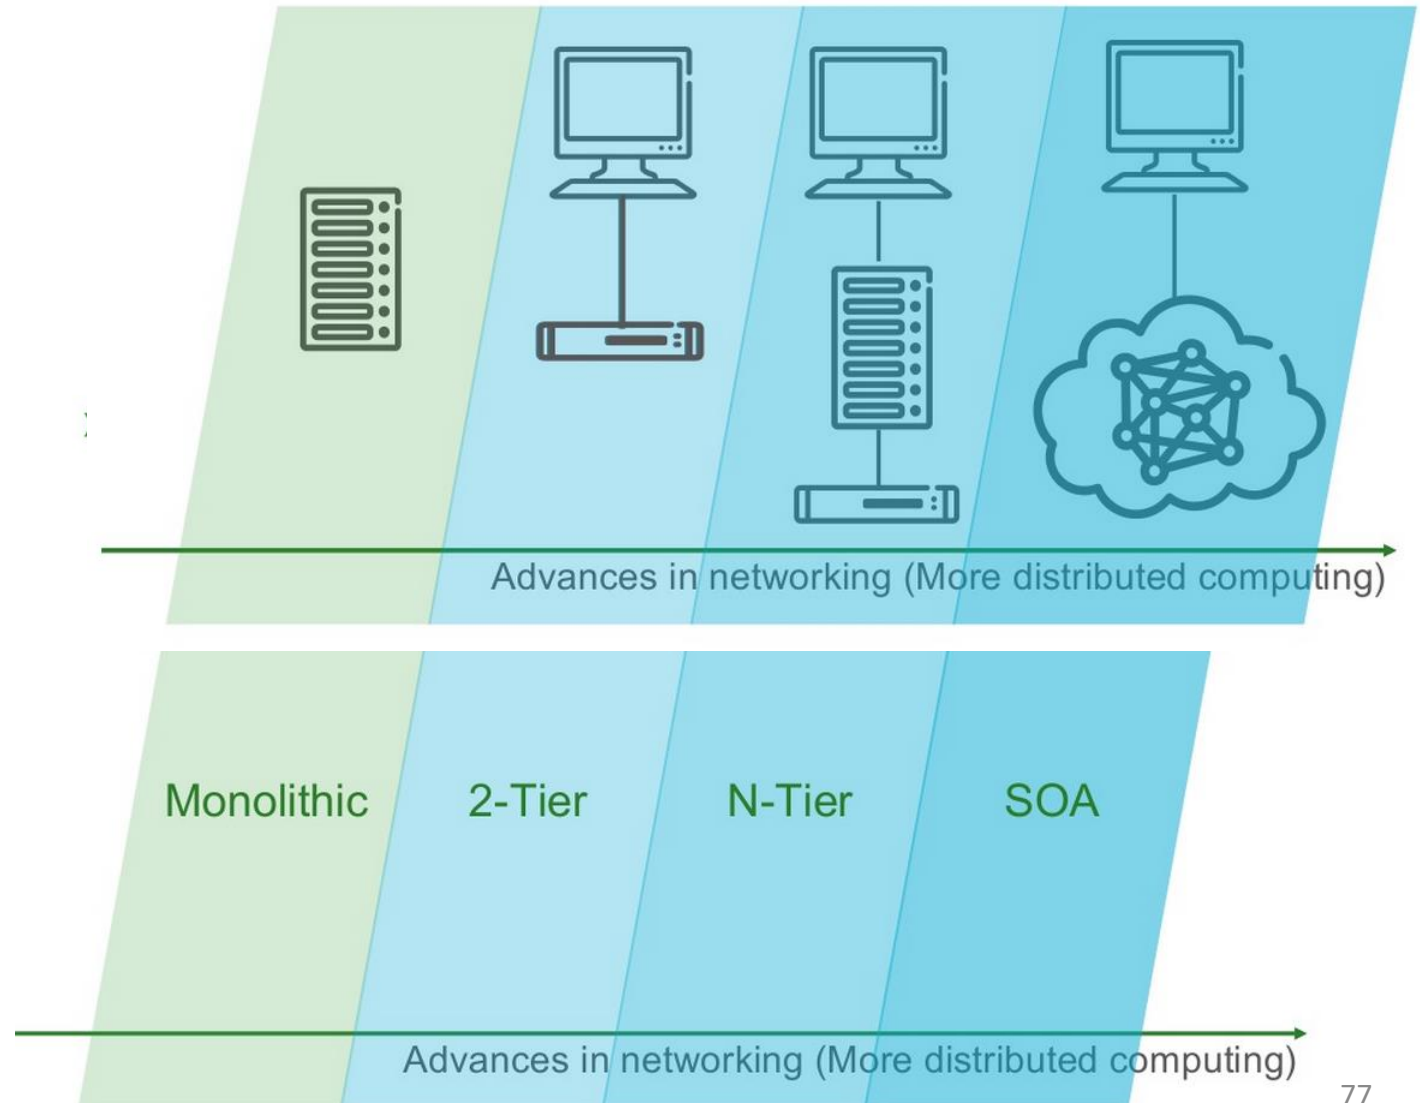 Advances in networking (More distributed computing)
Monolithic 2-Tier N-Tier SOA
Advances in networking (More distributed computing)
77